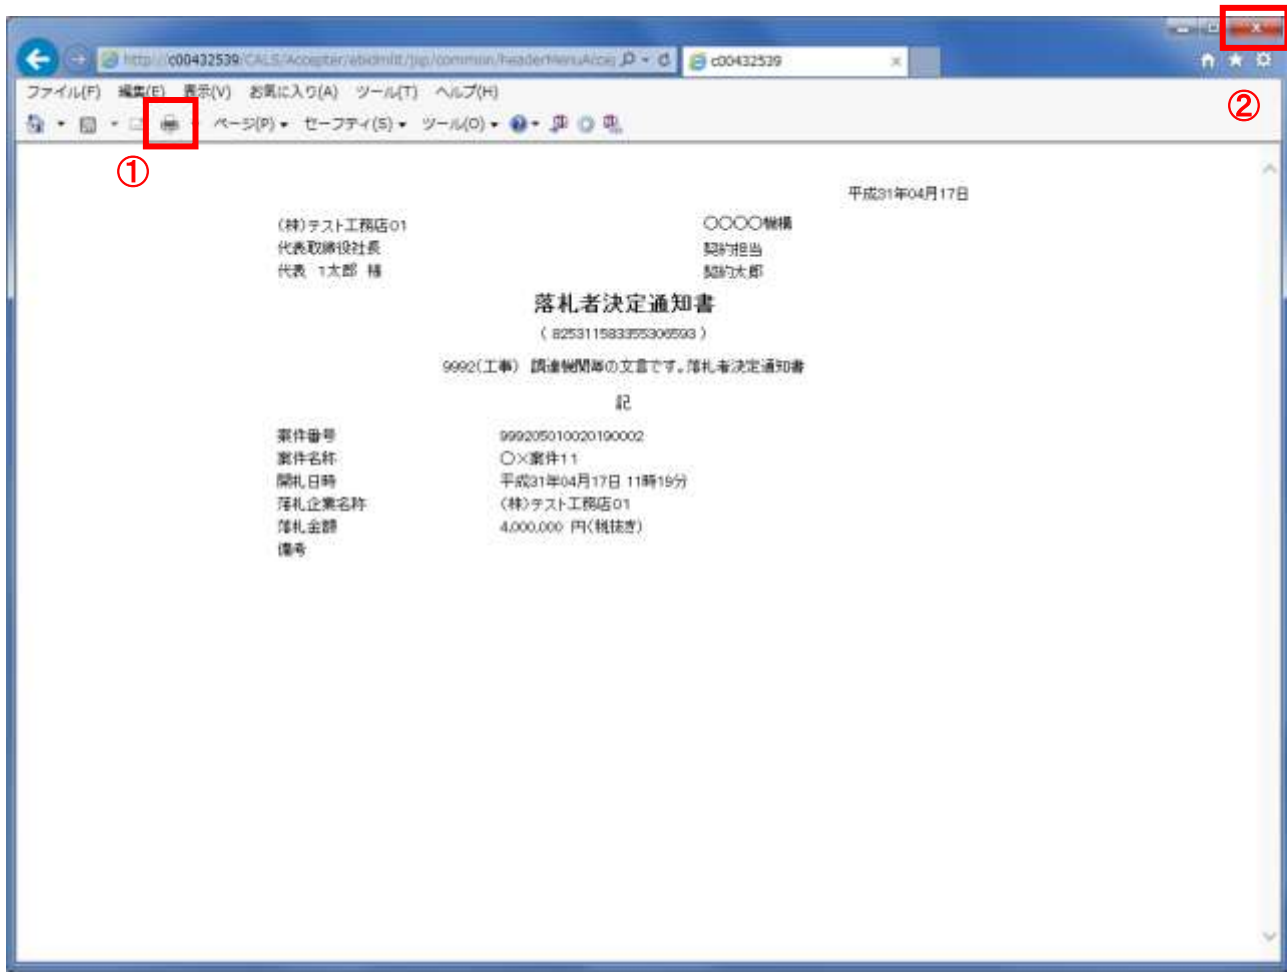 http://c00432539/CALS/Accepter/ebidmlit/jsp/common/headerMenuAccep
c00432539
ファイル(F) 編集(E) 表示(V) お気に入り(A) ツール(T) ヘルプ(H)
ページ(P) セーフティ(S) ツール(O)
①
②
平成31年04月17日
(株)テスト工務店01
代表取締役社長
代表 1太郎 様
〇〇〇〇機構
契約担当
契約太郎
落札者決定通知書
( 825311583355306593 )
9992(工事) 調達機関毎の文言です。落札者決定通知書
記
案件番号 999205010020190002
案件名称 〇×案件11
開札日時 平成31年04月17日 11時19分
落札企業名称 (株)テスト工務店01
落札金額 4,000,000 円(税抜き)
備考